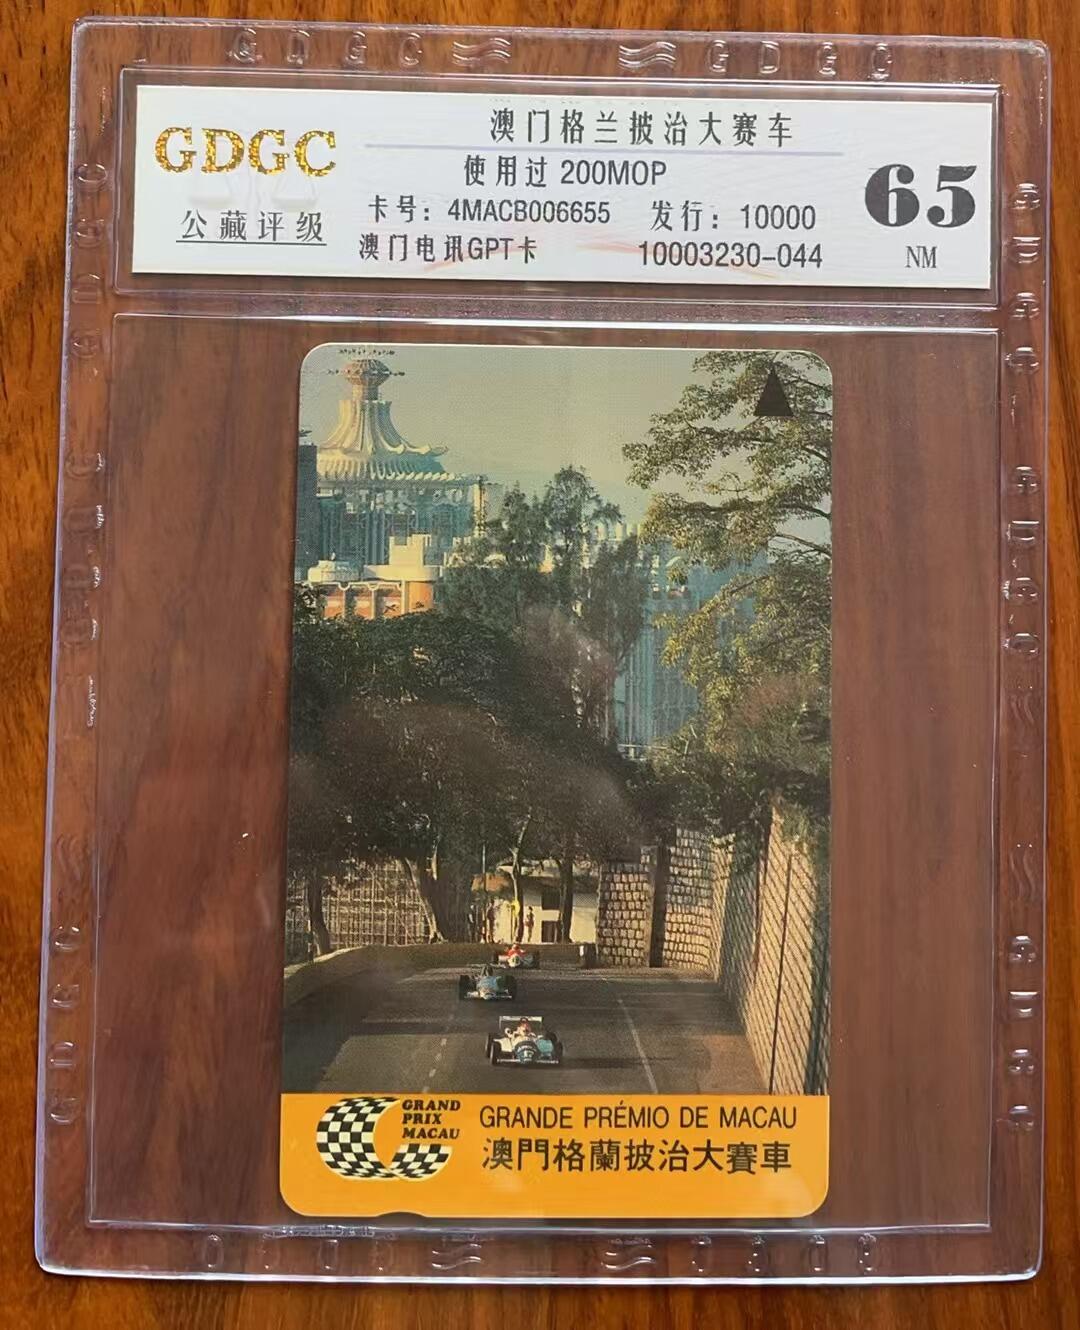 GDGC GDGC
GDGC
公藏评级
澳门格兰披治大赛车
使用过 200MOP
卡号：4MACB006655 发行：10000
澳门电讯GPT卡 10003230-044
65
NM
GRAND
PRIX
MACAU
GRANDE PRÉMIO DE MACAU
澳門格蘭披治大賽車